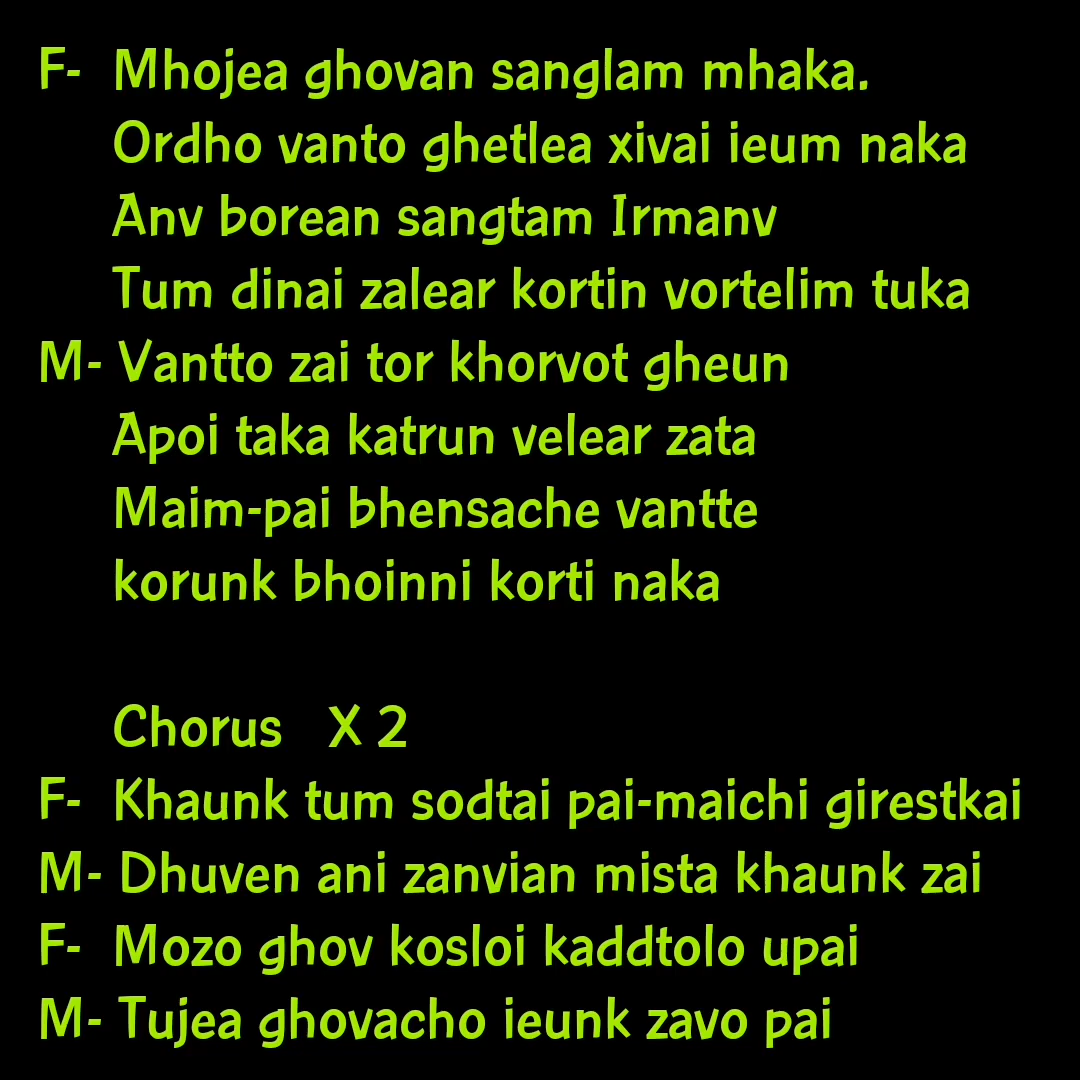 F- Mhojea ghovan sanglam mhaka.
Ordho vanto ghetlea xivai ieum naka
Anv borean sangtam Irmanv
Tum dinai zalear kortin vortelim tuka
M- Vantto zai tor khorvot gheun
Apoi taka katrun velear zata
Maim-pai bhensache vantte
korunk bhoinni korti naka
Chorus X 2
F- Khaunk tum sodtai pai-maichi girestkai
M- Dhuven ani zanvian mista khaunk zai
F- Mozo ghov kosloi kaddtolo upai
M- Tujea ghovacho ieunk zavo pai